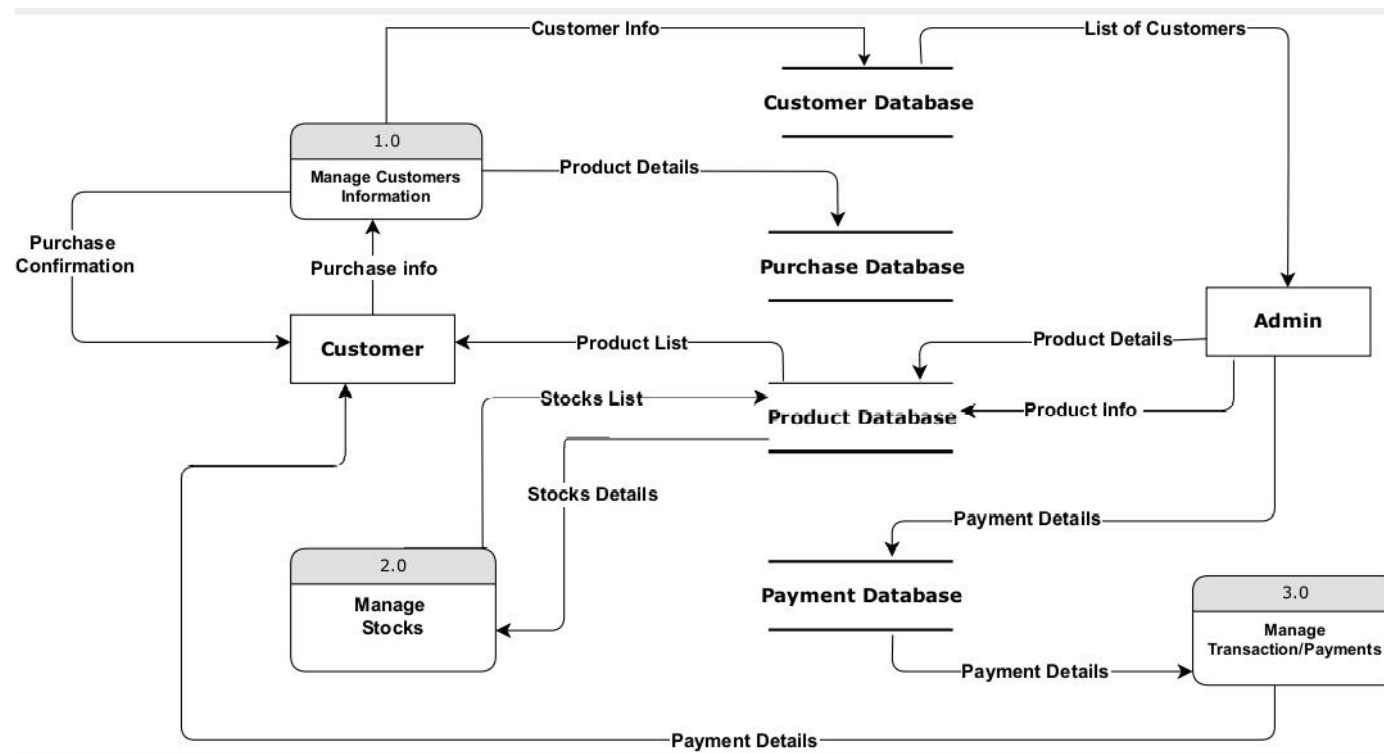 Customer Info
List of Customers
Customer Database
1.0
Manage Customers
Information
Product Details
Purchase
Confirmation
Purchase info
Purchase Database
Customer
Product List
Product Details
Admin
Stocks List
Product Database
Product Info
Stocks Details
Payment Details
2.0
Manage
Stocks
Payment Database
3.0
Manage
Transaction/Payments
Payment Details
Payment Details